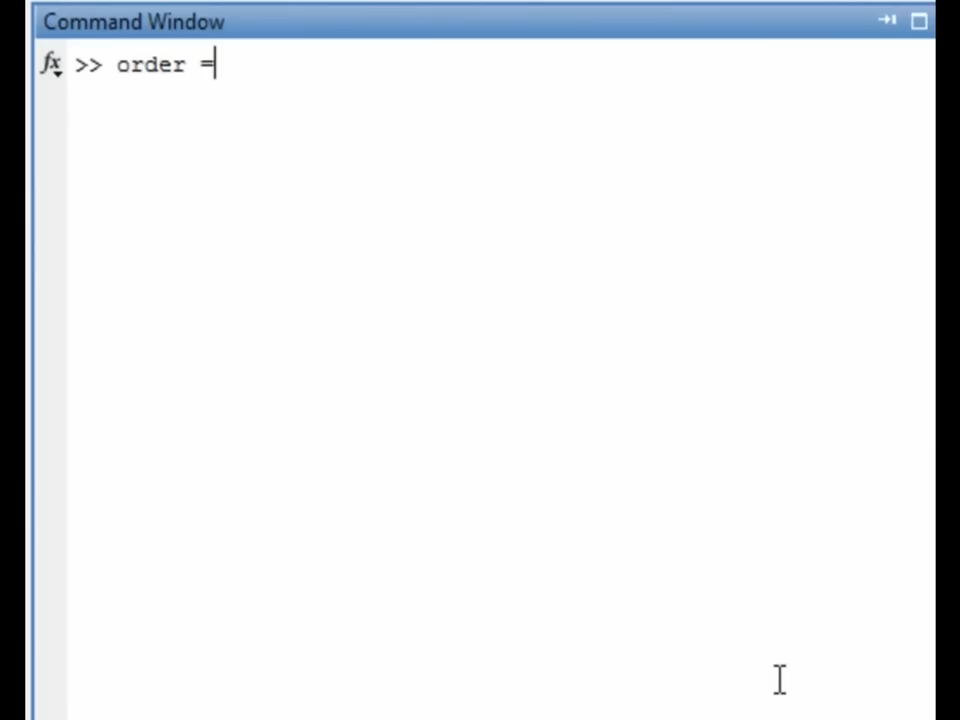 Command Window
fx >> order =